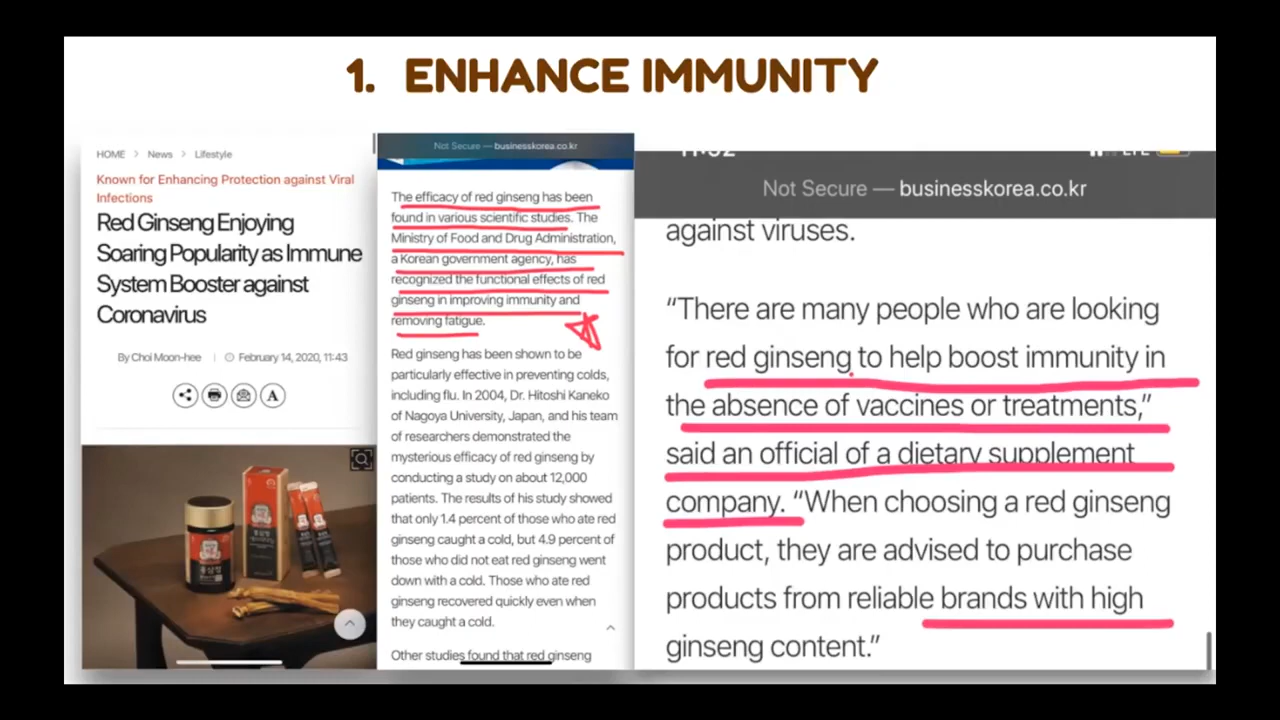 1. ENHANCE IMMUNITY
HOME > News > Lifestyle
Known for Enhancing Protection against Viral
Infections
Red Ginseng Enjoying
Soaring Popularity as Immune
System Booster against
Coronavirus
By Choi Moon-hee | February 14, 2020, 11:43
A
Not Secure — businesskorea.co.kr
The efficacy of red ginseng has been
found in various scientific studies. The
Ministry of Food and Drug Administration,
a Korean government agency, has
recognized the functional effects of red
ginseng in improving immunity and
removing fatigue.
Red ginseng has been shown to be
particularly effective in preventing colds,
including flu. In 2004, Dr. Hitoshi Kaneko
of Nagoya University, Japan, and his team
of researchers demonstrated the
mysterious efficacy of red ginseng by
conducting a study on about 12,000
patients. The results of his study showed
that only 1.4 percent of those who ate red
ginseng caught a cold, but 4.9 percent of
those who did not eat red ginseng went
down with a cold. Those who ate red
ginseng recovered quickly even when
they caught a cold.
Other studies found that red ginseng
Not Secure — businesskorea.co.kr
against viruses.
“There are many people who are looking
for red ginseng to help boost immunity in
the absence of vaccines or treatments,”
said an official of a dietary supplement
company. “When choosing a red ginseng
product, they are advised to purchase
products from reliable brands with high
ginseng content.”